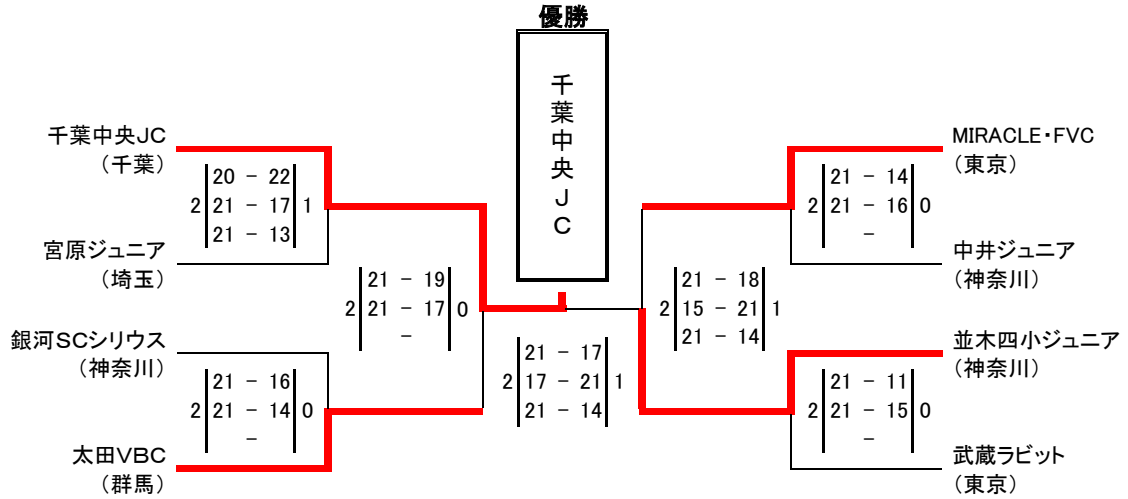 優勝
千葉中央JC
千葉中央JC
（千葉）
20 － 22
2 21 － 17 1
21 － 13
宮原ジュニア
（埼玉）
21 － 19
2 21 － 17 0
－
銀河SCシリウス
（神奈川）
21 － 16
2 21 － 14 0
－
太田VBC
（群馬）
21 － 17
2 17 － 21 1
21 － 14
MIRACLE・FVC
（東京）
21 － 14
2 21 － 16 0
－
中井ジュニア
（神奈川）
21 － 18
2 15 － 21 1
21 － 14
並木四小ジュニア
（神奈川）
21 － 11
2 21 － 15 0
－
武蔵ラビット
（東京）